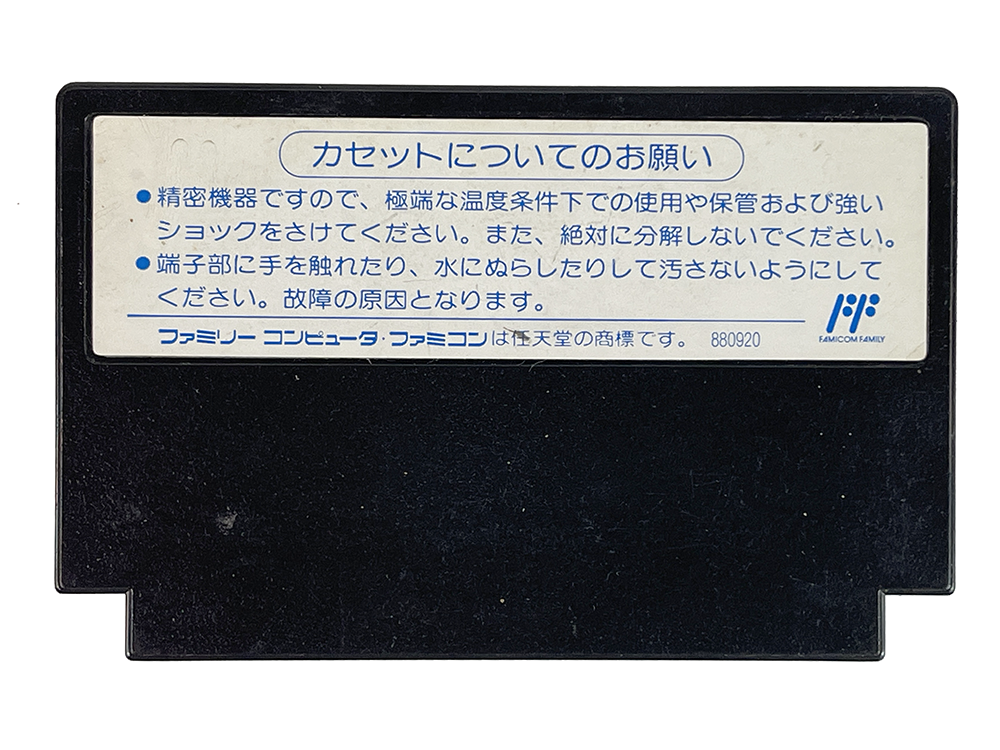 カセットについてのお願い
●精密機器ですので、極端な温度条件下での使用や保管および強い
ショックをさけてください。また、絶対に分解しないでください。
●端子部に手を触れたり、水にぬらしたりして汚さないようにして
ください。故障の原因となります。
ファミリーコンピュータ・ファミコンは任天堂の商標です。 880920
FAMICOM FAMILY